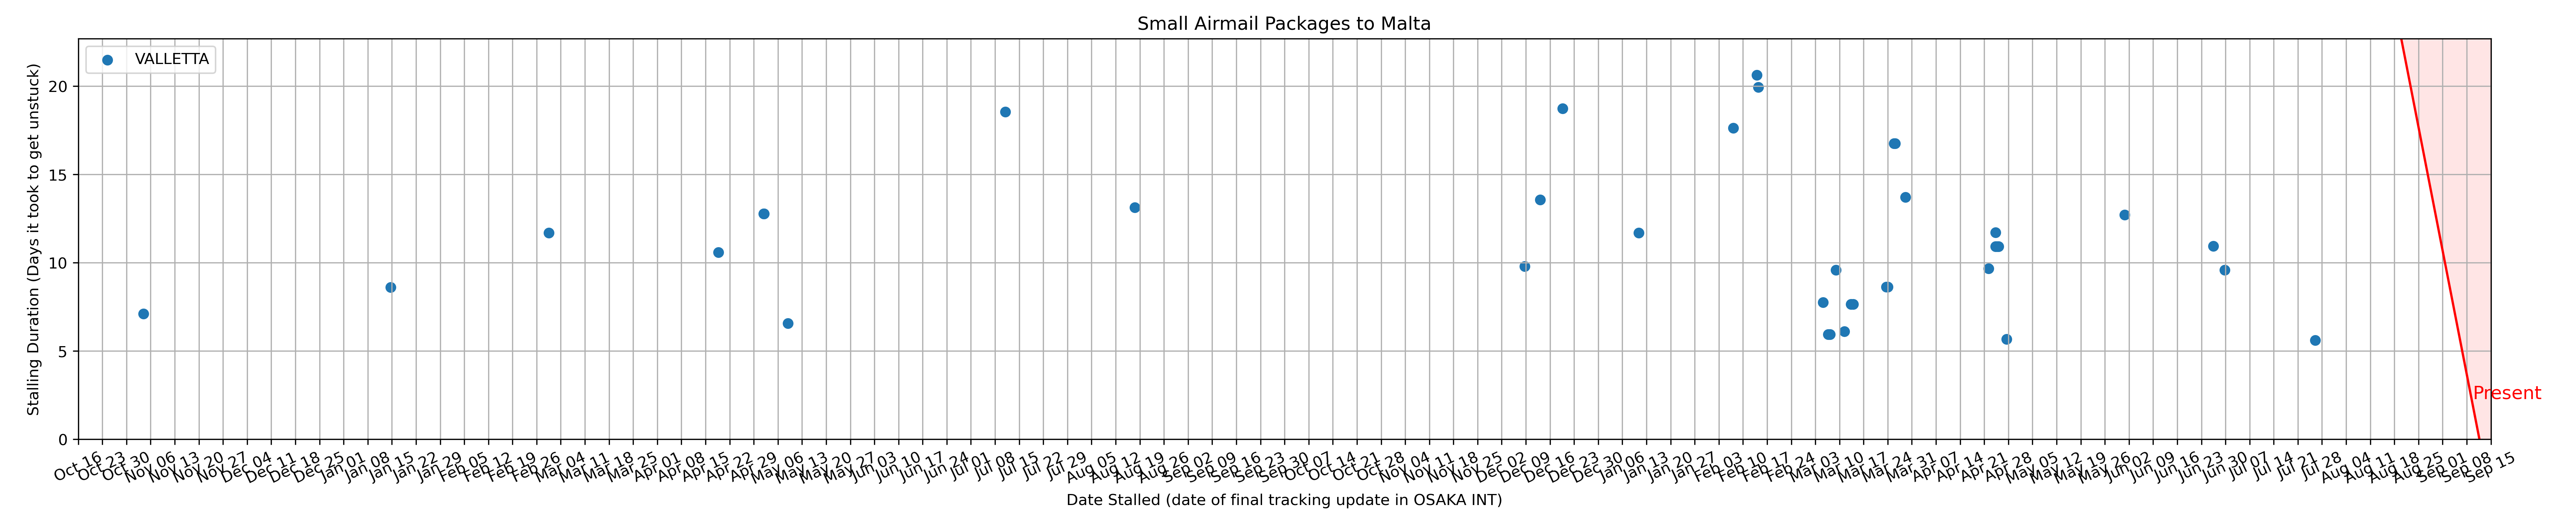 Small Airmail Packages to Malta
VALLETTA
Stalling Duration (Days it took to get unstuck)
20
15
10
5
0
Present
Oct 16 Oct 23 Oct 30 Nov 06 Nov 13 Nov 20 Nov 27 Dec 04 Dec 11 Dec 18 Dec 25 Jan 01 Jan 08 Jan 15 Jan 22 Jan 29 Feb 05 Feb 12 Feb 19 Feb 26 Mar 04 Mar 11 Mar 18 Mar 25 Apr 01 Apr 08 Apr 15 Apr 22 Apr 29 May 06 May 13 May 20 May 27 Jun 03 Jun 10 Jun 17 Jun 24 Jul 01 Jul 08 Jul 15 Jul 22 Jul 29 Aug 05 Aug 12 Aug 19 Aug 26 Sep 02 Sep 09 Sep 16 Sep 23 Sep 30 Oct 07 Oct 14 Oct 21 Oct 28 Nov 04 Nov 11 Nov 18 Nov 25 Dec 02 Dec 09 Dec 16 Dec 23 Dec 30 Jan 06 Jan 13 Jan 20 Jan 27 Feb 03 Feb 10 Feb 17 Feb 24 Mar 03 Mar 10 Mar 17 Mar 24 Mar 31 Apr 07 Apr 14 Apr 21 Apr 28 May 05 May 12 May 19 May 26 Jun 02 Jun 09 Jun 16 Jun 23 Jun 30 Jul 07 Jul 14 Jul 21 Jul 28 Aug 04 Aug 11 Aug 18 Aug 25 Sep 01 Sep 08 Sep 15
Date Stalled (date of final tracking update in OSAKA INT)